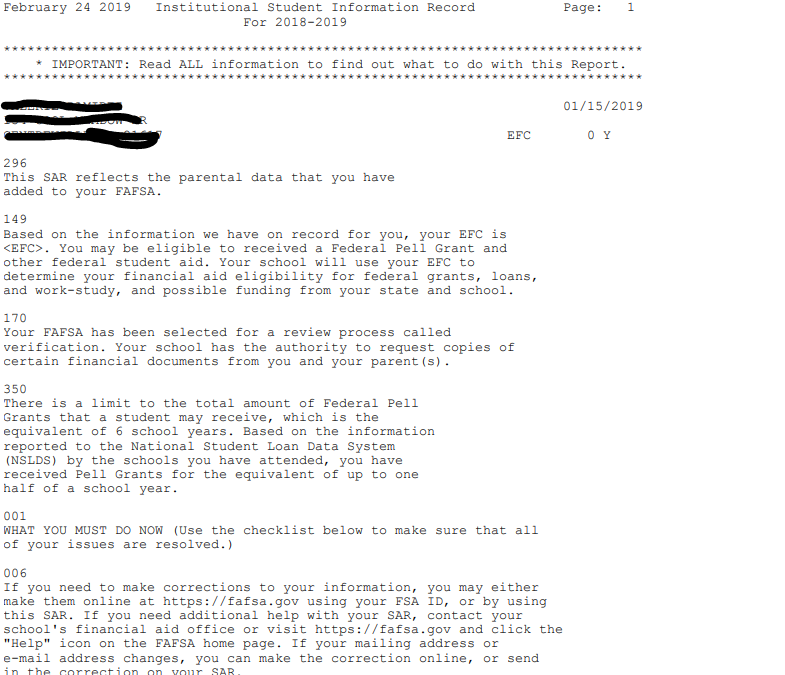 February 24 2019 Institutional Student Information Record Page: 1
For 2018-2019
********************************************************************************
* IMPORTANT: Read ALL information to find out what to do with this Report.
********************************************************************************
01/15/2019
EFC 0 Y
296
This SAR reflects the parental data that you have
added to your FAFSA.
149
Based on the information we have on record for you, your EFC is
<EFC>. You may be eligible to received a Federal Pell Grant and
other federal student aid. Your school will use your EFC to
determine your financial aid eligibility for federal grants, loans,
and work-study, and possible funding from your state and school.
170
Your FAFSA has been selected for a review process called
verification. Your school has the authority to request copies of
certain financial documents from you and your parent(s).
350
There is a limit to the total amount of Federal Pell
Grants that a student may receive, which is the
equivalent of 6 school years. Based on the information
reported to the National Student Loan Data System
(NSLDS) by the schools you have attended, you have
received Pell Grants for the equivalent of up to one
half of a school year.
001
WHAT YOU MUST DO NOW (Use the checklist below to make sure that all
of your issues are resolved.)
006
If you need to make corrections to your information, you may either
make them online at https://fafsa.gov using your FSA ID, or by using
this SAR. If you need additional help with your SAR, contact your
school's financial aid office or visit https://fafsa.gov and click the
"Help" icon on the FAFSA home page. If your mailing address or
e-mail address changes, you can make the correction online, or send
in the correction on your SAR.